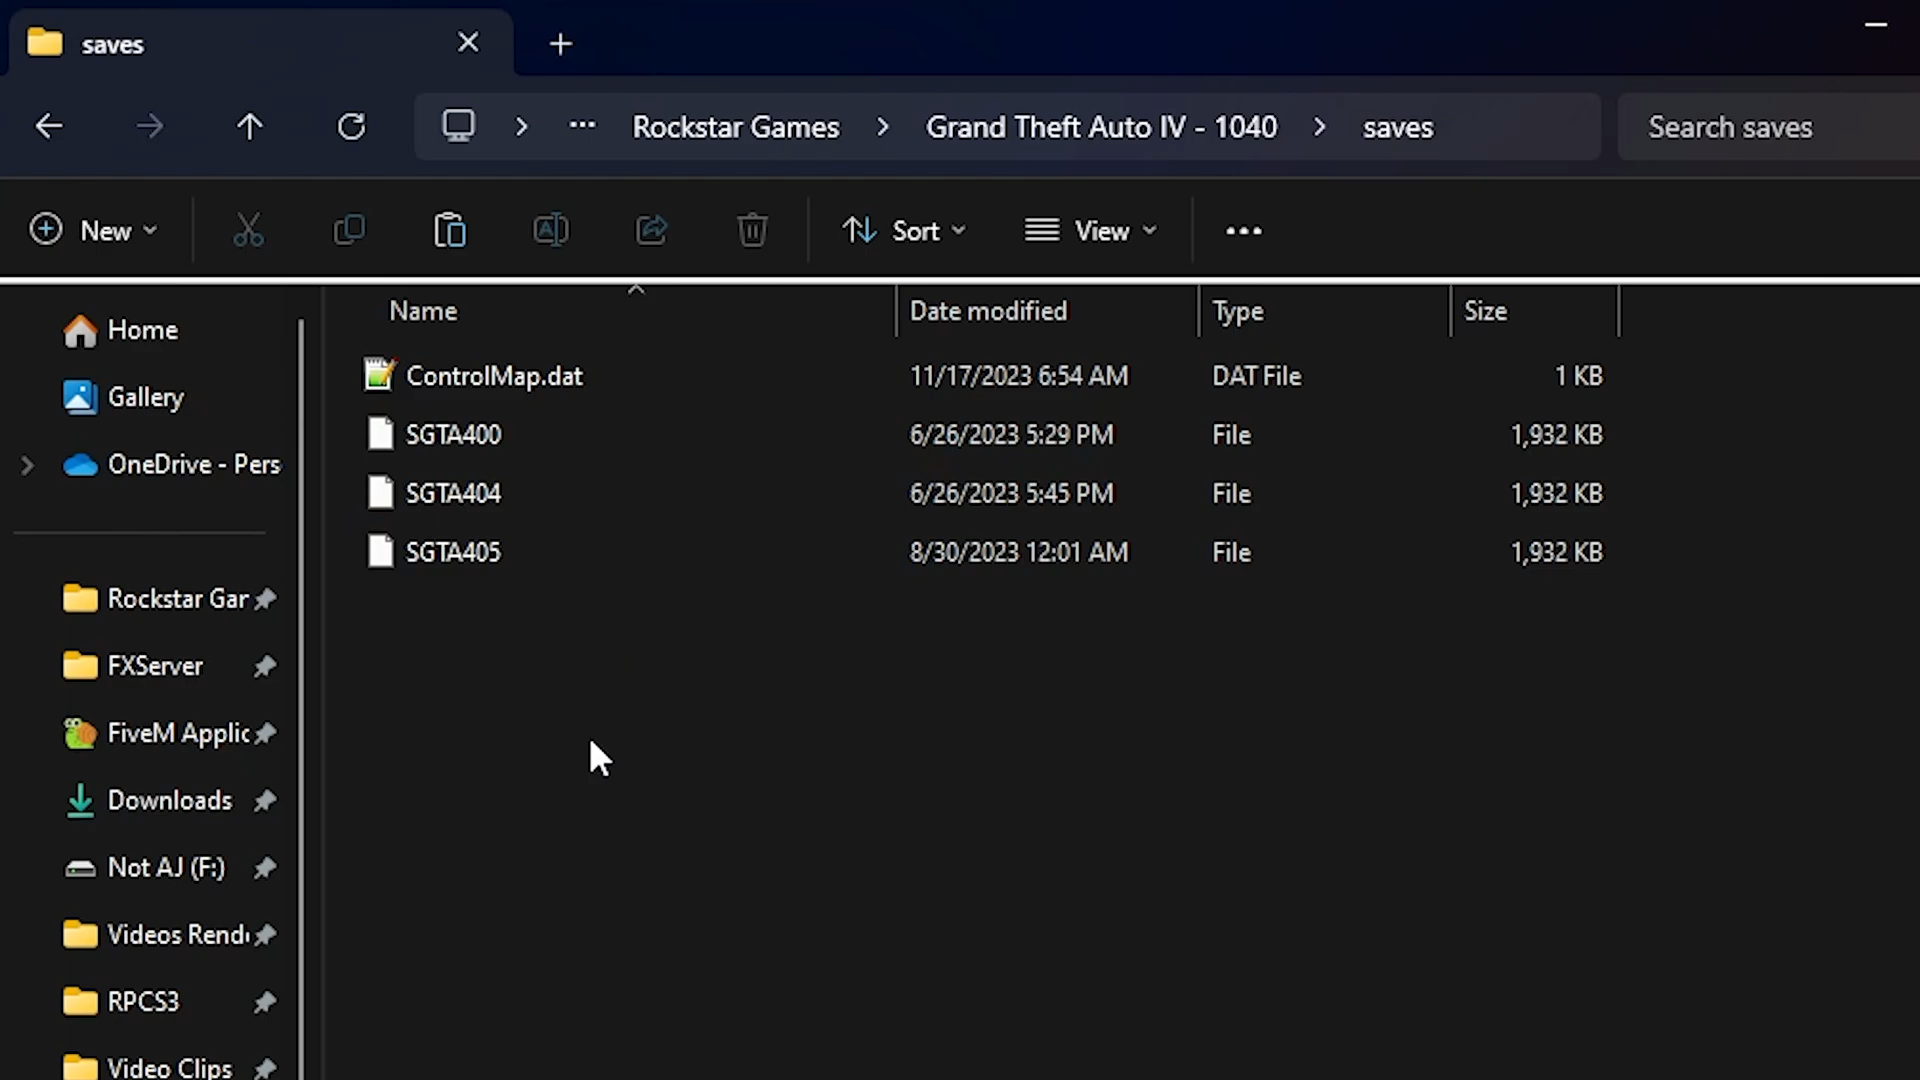 saves
Rockstar Games > Grand Theft Auto IV - 1040 > saves
Search saves
New
Sort
View
Name Date modified Type Size
ControlMap.dat 11/17/2023 6:54 AM DAT File 1 KB
SGTA400 6/26/2023 5:29 PM File 1,932 KB
SGTA404 6/26/2023 5:45 PM File 1,932 KB
SGTA405 8/30/2023 12:01 AM File 1,932 KB
Home
Gallery
OneDrive - Pers
Rockstar Gar
FXServer
FiveM Applic
Downloads
Not AJ (F:)
Videos Rend
RPCS3
Video Clips